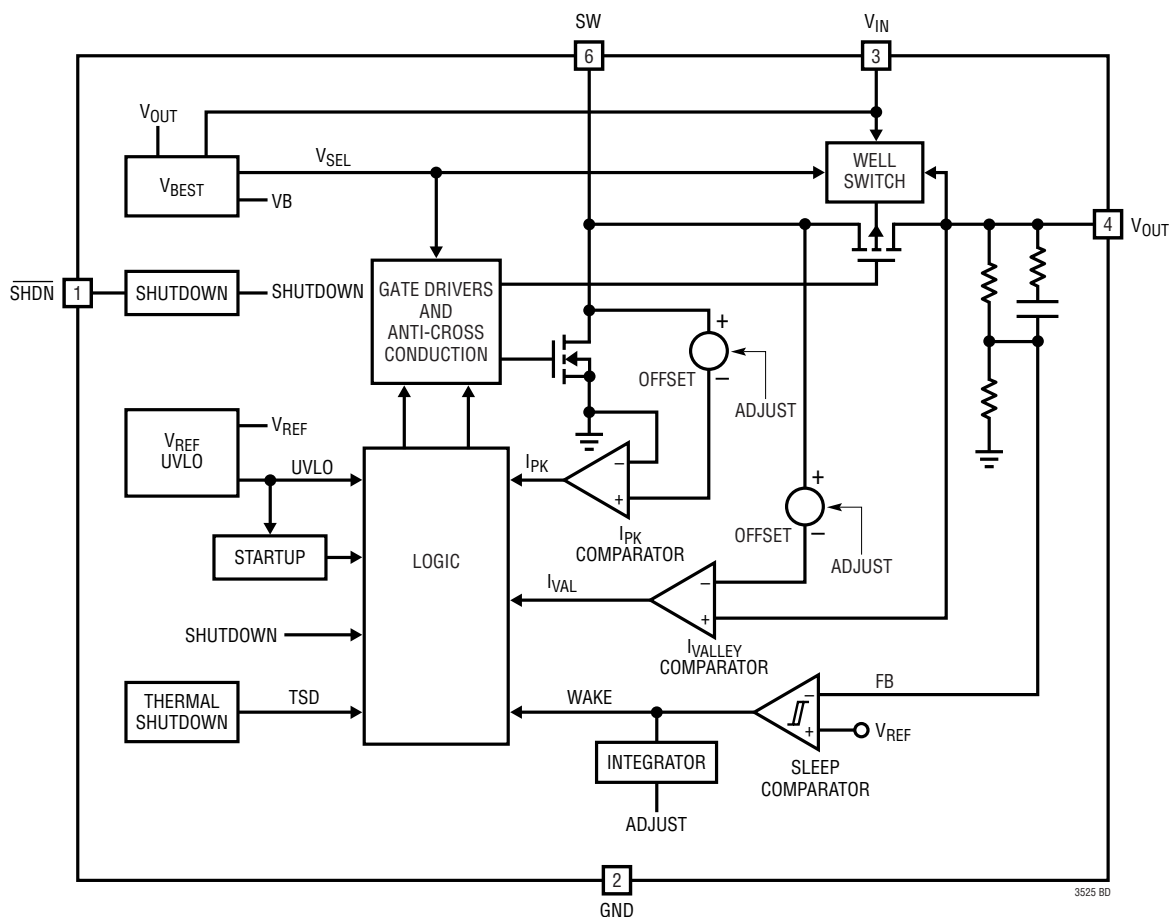 SW
VIN
6
3
VOUT
VSEL
WELL
SWITCH
VBEST
VB
4
VOUT
SHDN
1
SHUTDOWN
SHUTDOWN
GATE DRIVERS
AND
ANTI-CROSS
CONDUCTION
+
OFFSET
–
ADJUST
VREF
UVLO
VREF
UVLO
IPK
–
+
IPK
COMPARATOR
+
OFFSET
–
ADJUST
STARTUP
LOGIC
IVAL
–
+
IVALLEY
COMPARATOR
SHUTDOWN
THERMAL
SHUTDOWN
TSD
WAKE
FB
–
+
VREF
INTEGRATOR
SLEEP
COMPARATOR
ADJUST
2
GND
3525 BD